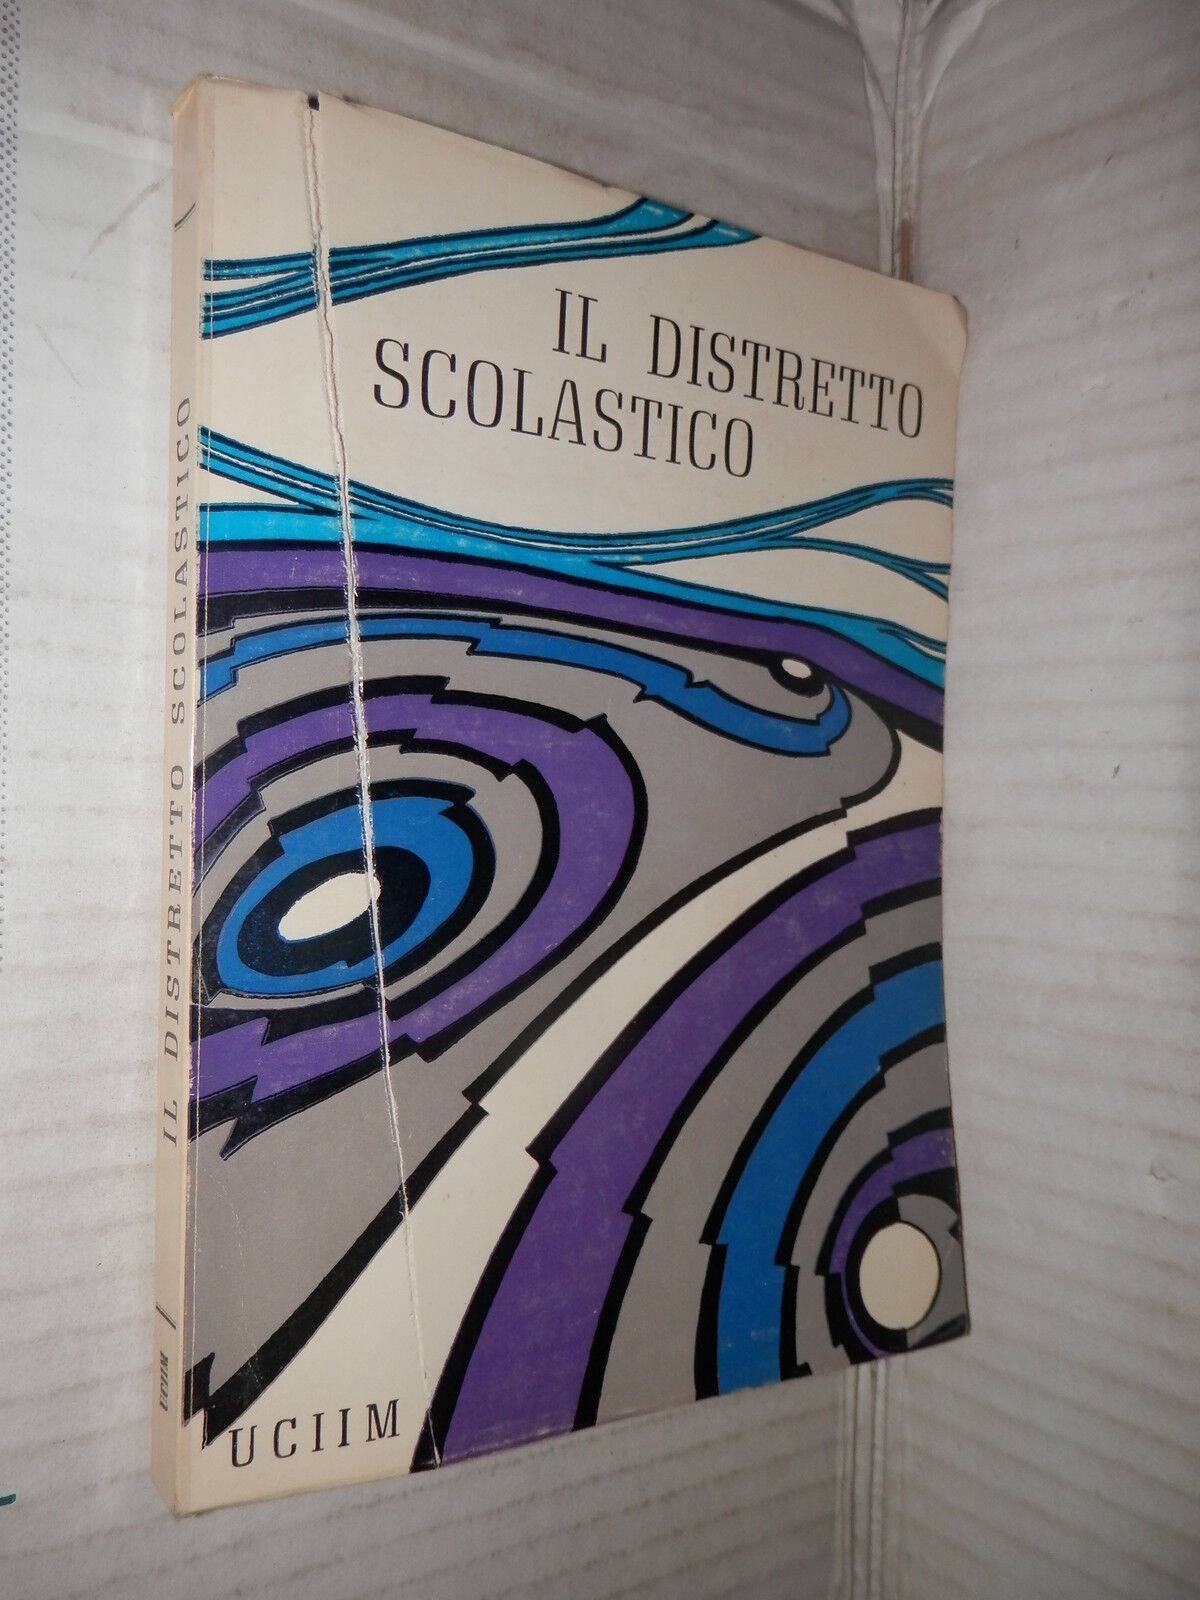 IL DISTRETTO
SCOLASTICO
UCIIM
IL DISTRETTO SCOLASTICO
UCIIM